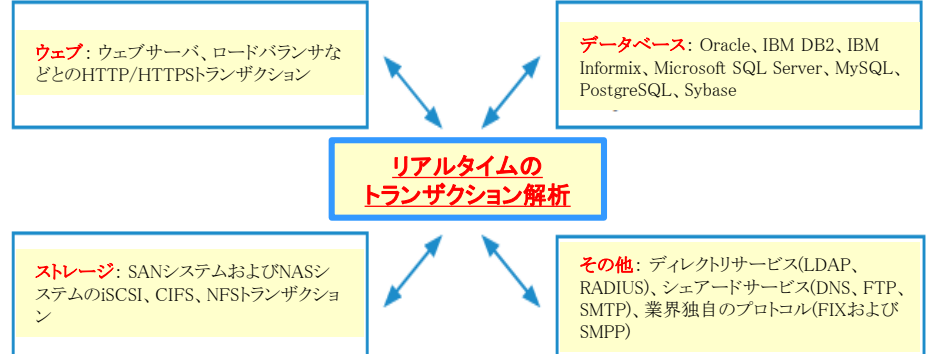 ウェブ: ウェブサーバ、ロードバランサな
どとのHTTP/HTTPSトランザクション
データベース: Oracle、IBM DB2、IBM
Informix、Microsoft SQL Server、MySQL、
PostgreSQL、Sybase
リアルタイムの
トランザクション解析
ストレージ: SANシステムおよびNASシ
ステムのiSCSI、CIFS、NFSトランザクショ
ン
その他: ディレクトリサービス(LDAP、
RADIUS)、シェアードサービス(DNS、FTP、
SMTP)、業界独自のプロトコル(FIXおよび
SMPP)